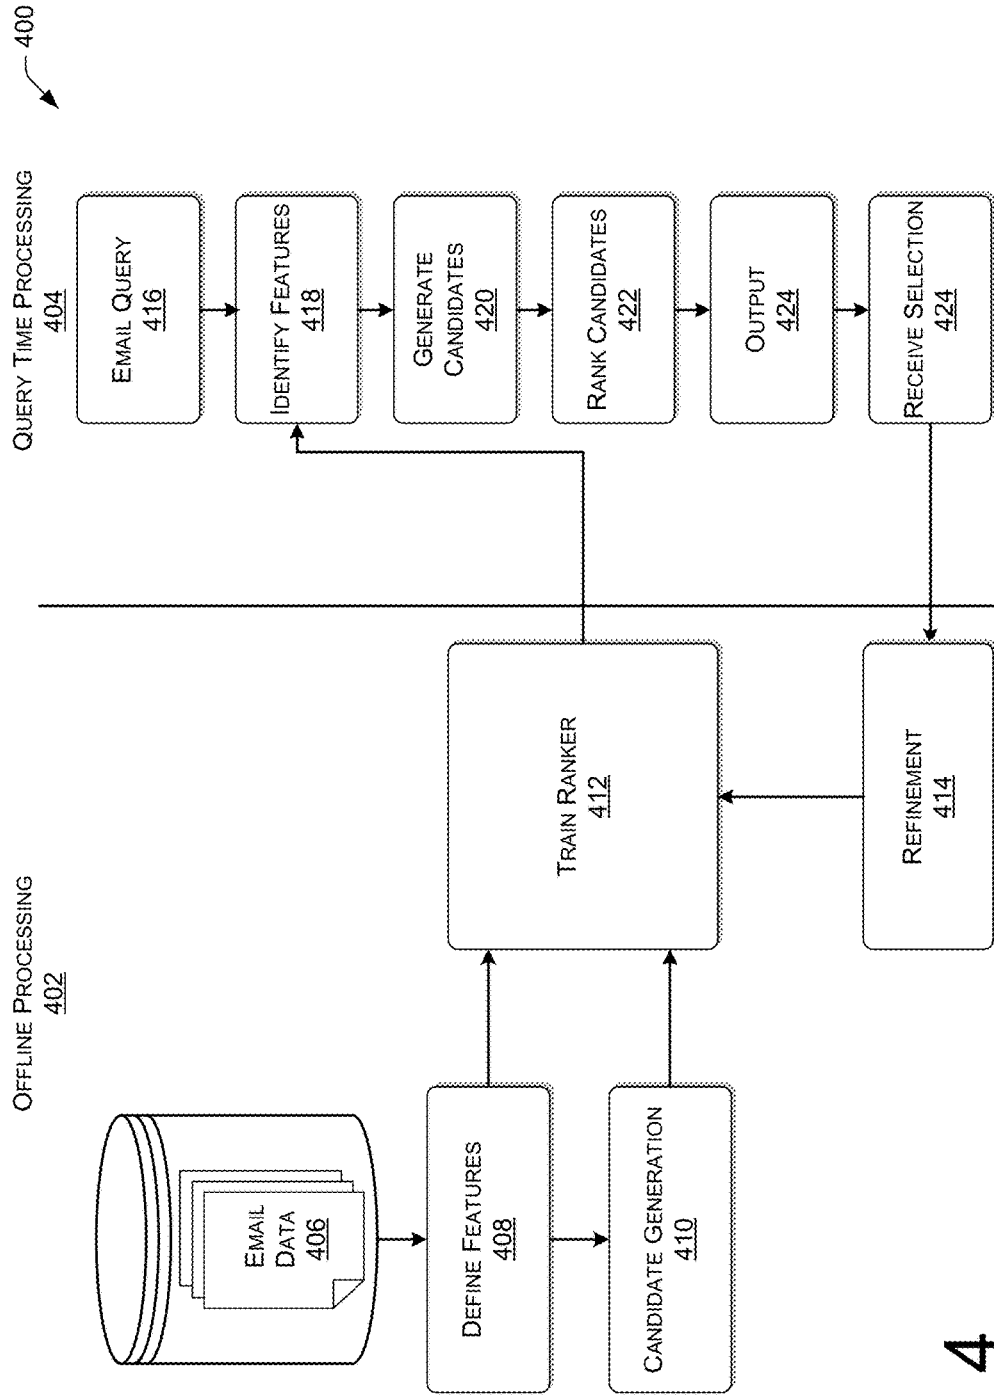 OFFLINE PROCESSING
402
QUERY TIME PROCESSING
404
400
EMAIL
DATA
406
DEFINE FEATURES
408
CANDIDATE GENERATION
410
TRAIN RANKER
412
REFINEMENT
414
EMAIL QUERY
416
IDENTIFY FEATURES
418
GENERATE
CANDIDATES
420
RANK CANDIDATES
422
OUTPUT
424
RECEIVE SELECTION
424
4